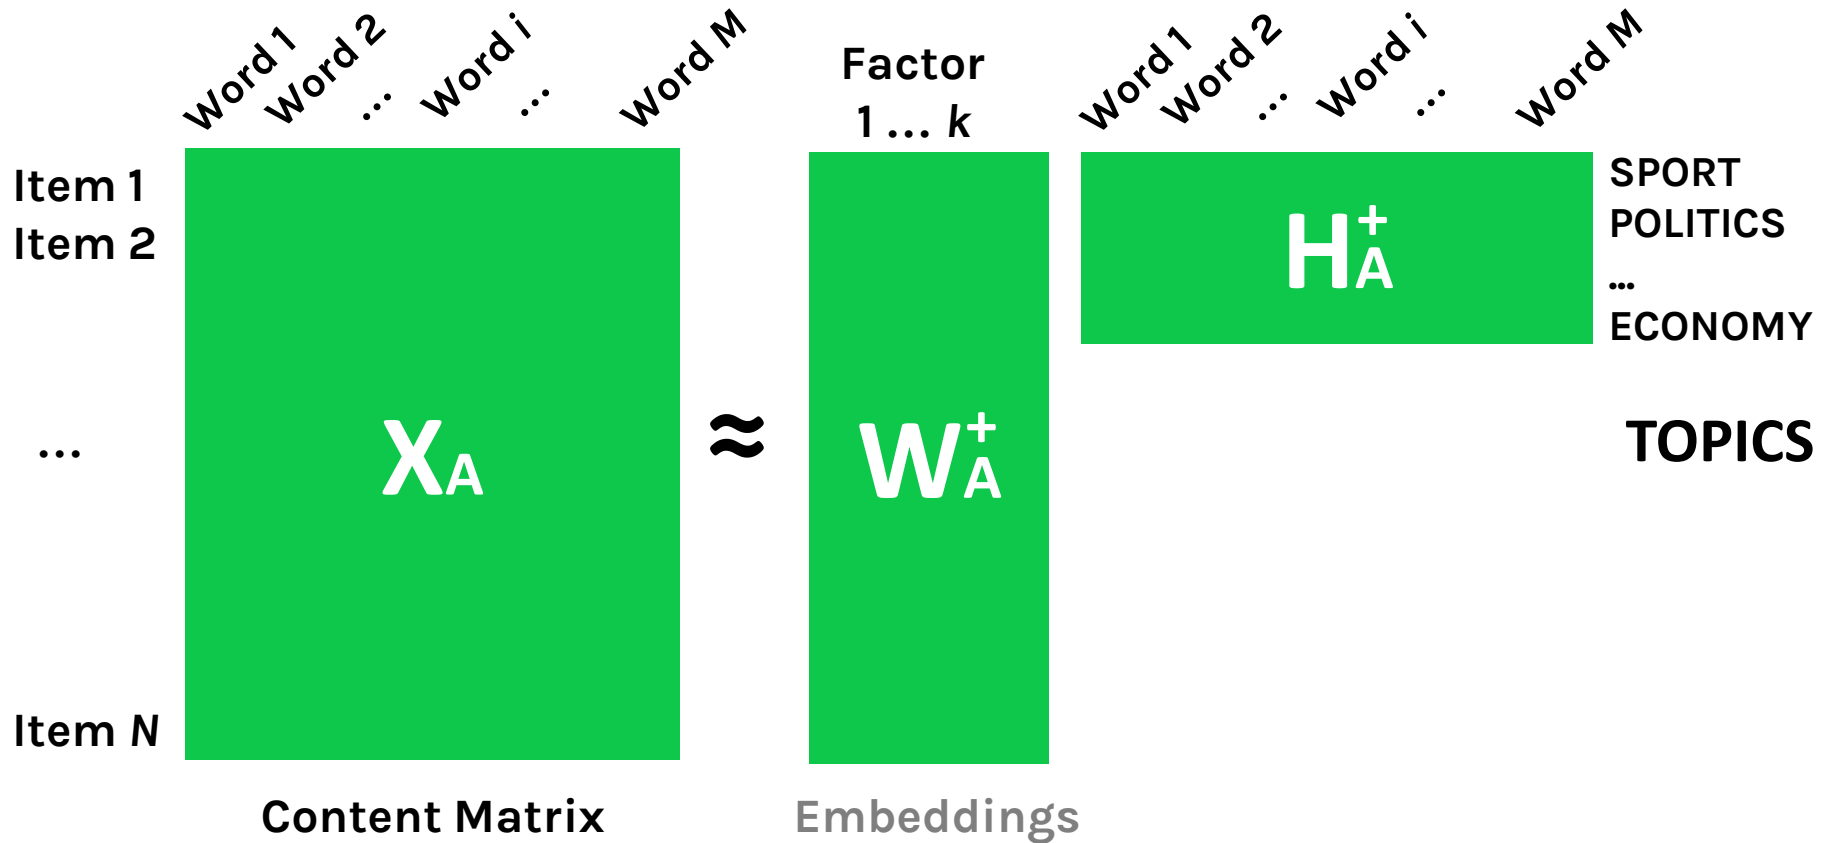 Word 1
Word 2
...
Word i
...
Word M
Factor
1 ... k
Word 1
Word 2
...
Word i
...
Word M
Item 1
Item 2
...
Item N
XA
≈
W+A
H+A
SPORT
POLITICS
...
ECONOMY
TOPICS
Content Matrix
Embeddings